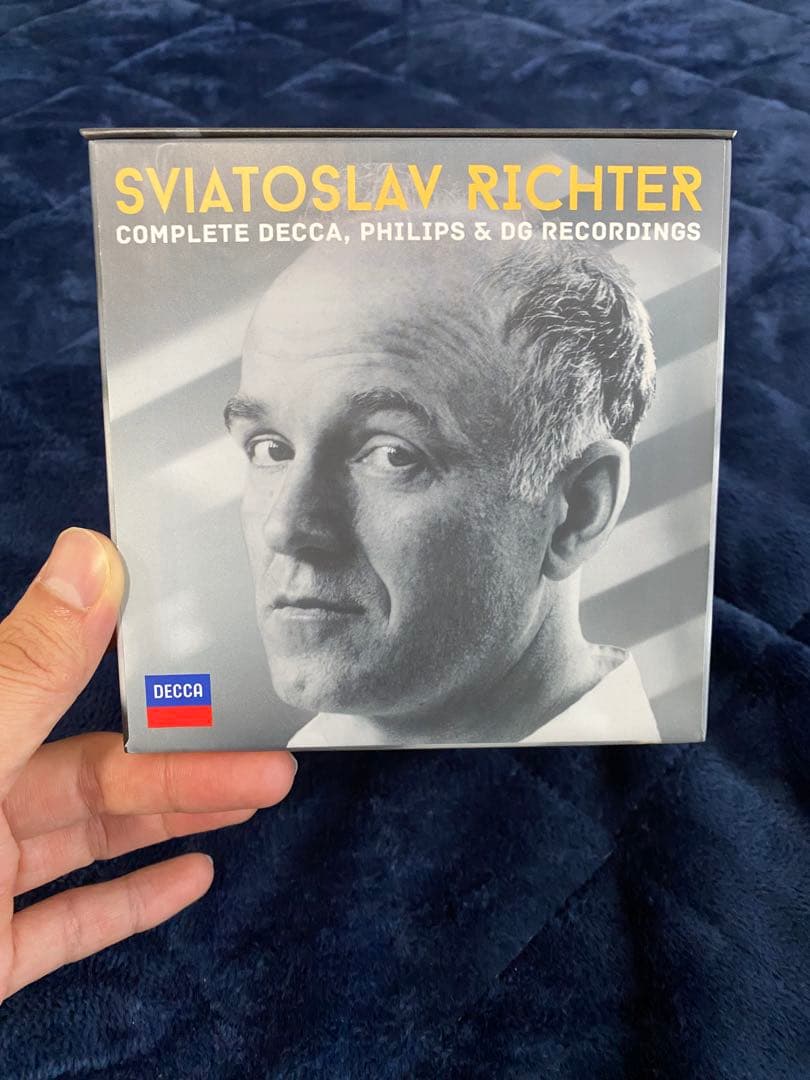 SVIATOSLAV RICHTER
COMPLETE DECCA, PHILIPS & DG RECORDINGS
DECCA